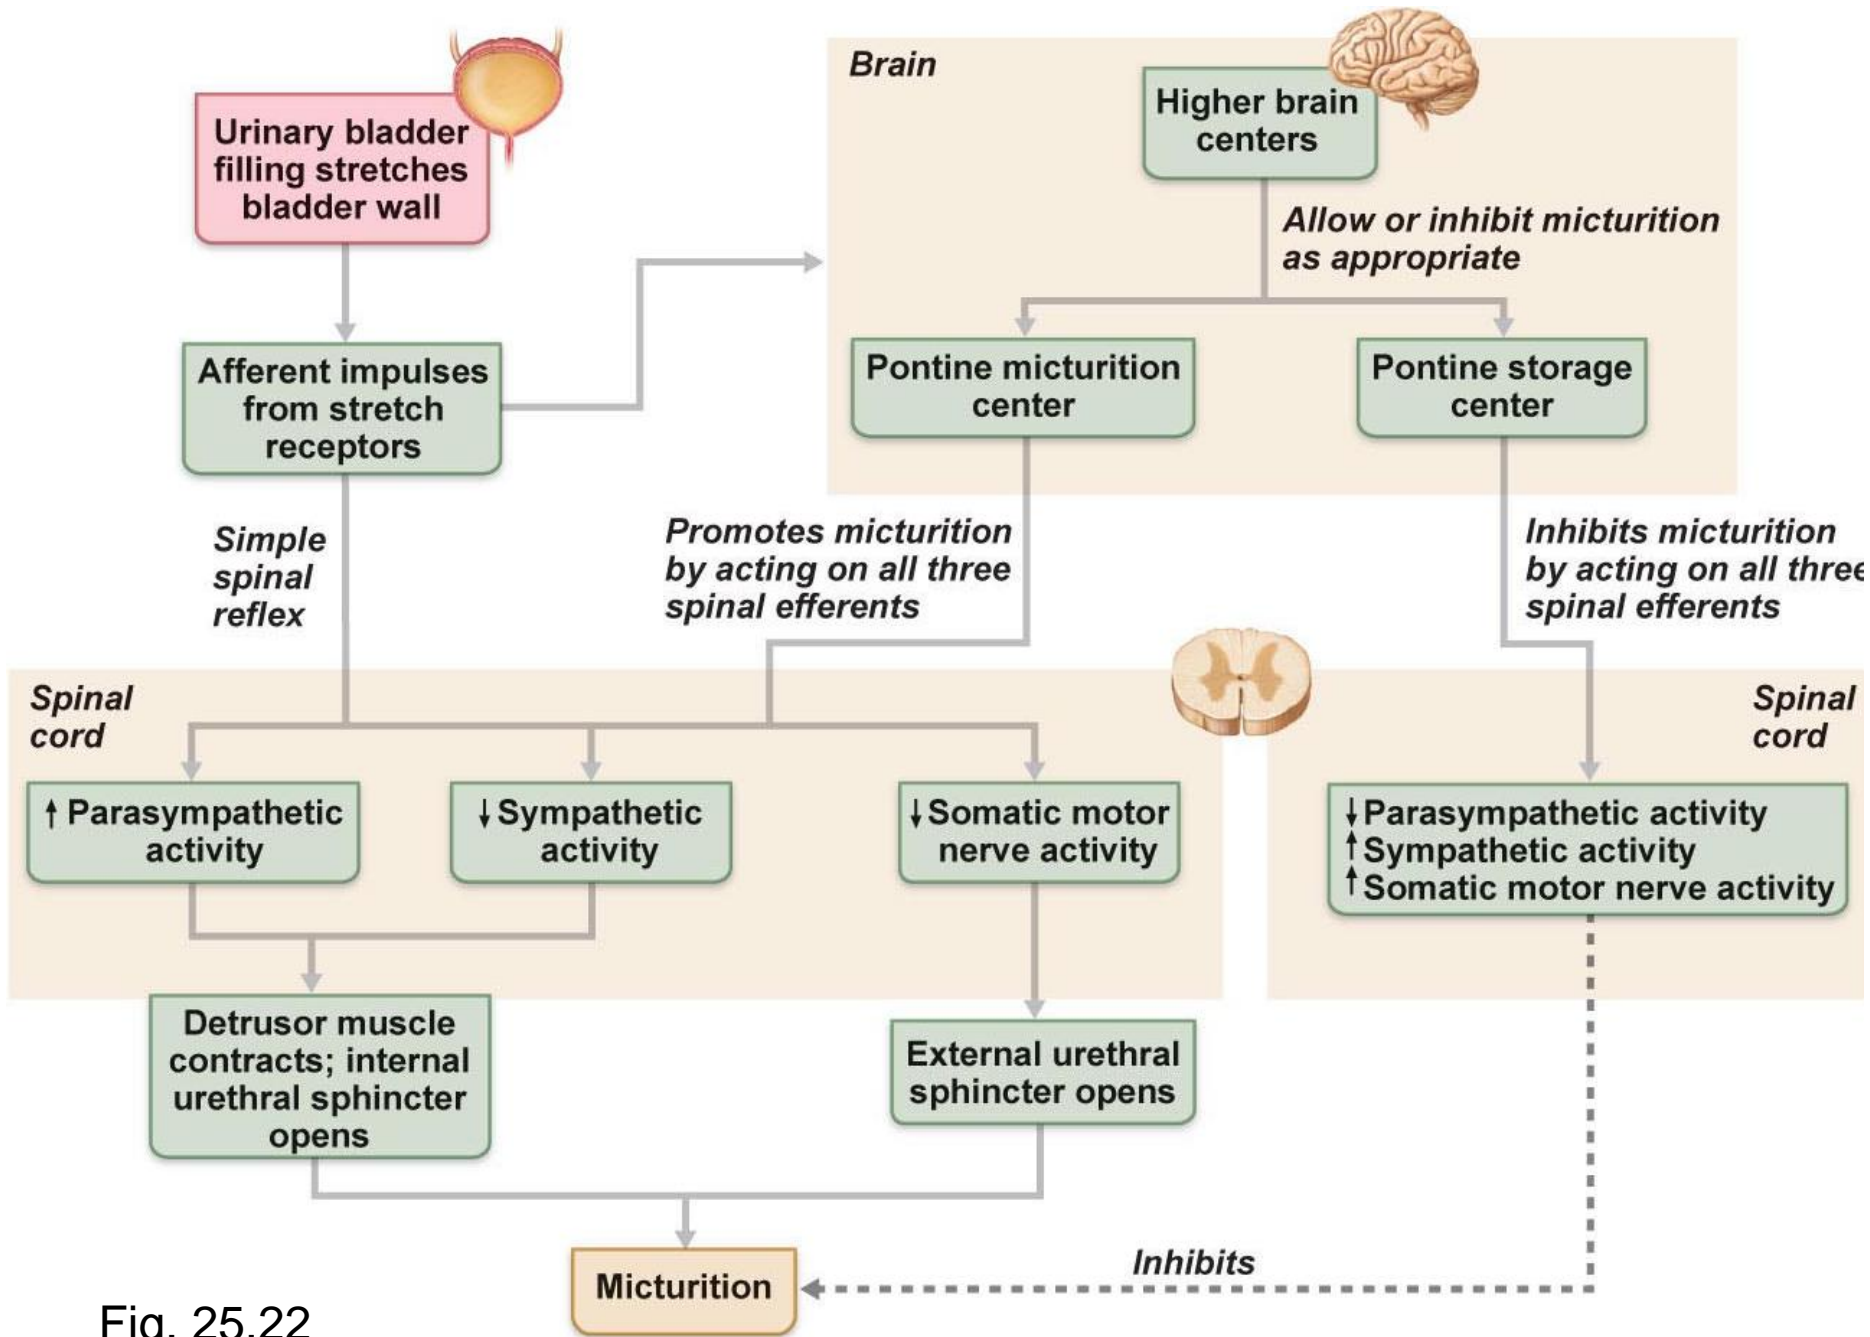 Brain
Higher brain
centers
Urinary bladder
filling stretches
bladder wall
Allow or inhibit micturition
as appropriate
Afferent impulses
from stretch
receptors
Pontine micturition
center
Pontine storage
center
Simple
spinal
reflex
Promotes micturition
by acting on all three
spinal efferents
Inhibits micturition
by acting on all three
spinal efferents
Spinal
cord
Spinal
cord
↑ Parasympathetic
activity
↓ Sympathetic
activity
↓ Somatic motor
nerve activity
↓ Parasympathetic activity
↑ Sympathetic activity
↑ Somatic motor nerve activity
Detrusor muscle
contracts; internal
urethral sphincter
opens
External urethral
sphincter opens
Micturition
Inhibits
Fig. 25.22